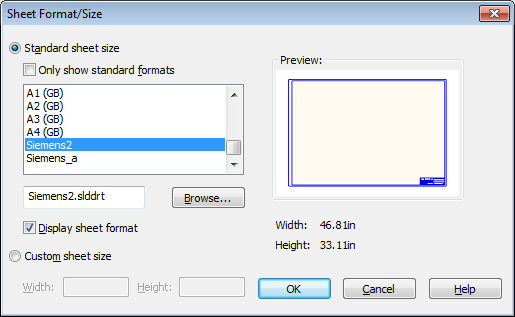 Sheet Format/Size
Standard sheet size
Only show standard formats
A1 (GB)
A2 (GB)
A3 (GB)
A4 (GB)
Siemens2
Siemens_a
Siemens2.slddrt
Browse...
Display sheet format
Custom sheet size
Width:
Height:
Preview:
Width: 46.81in
Height: 33.11in
OK
Cancel
Help